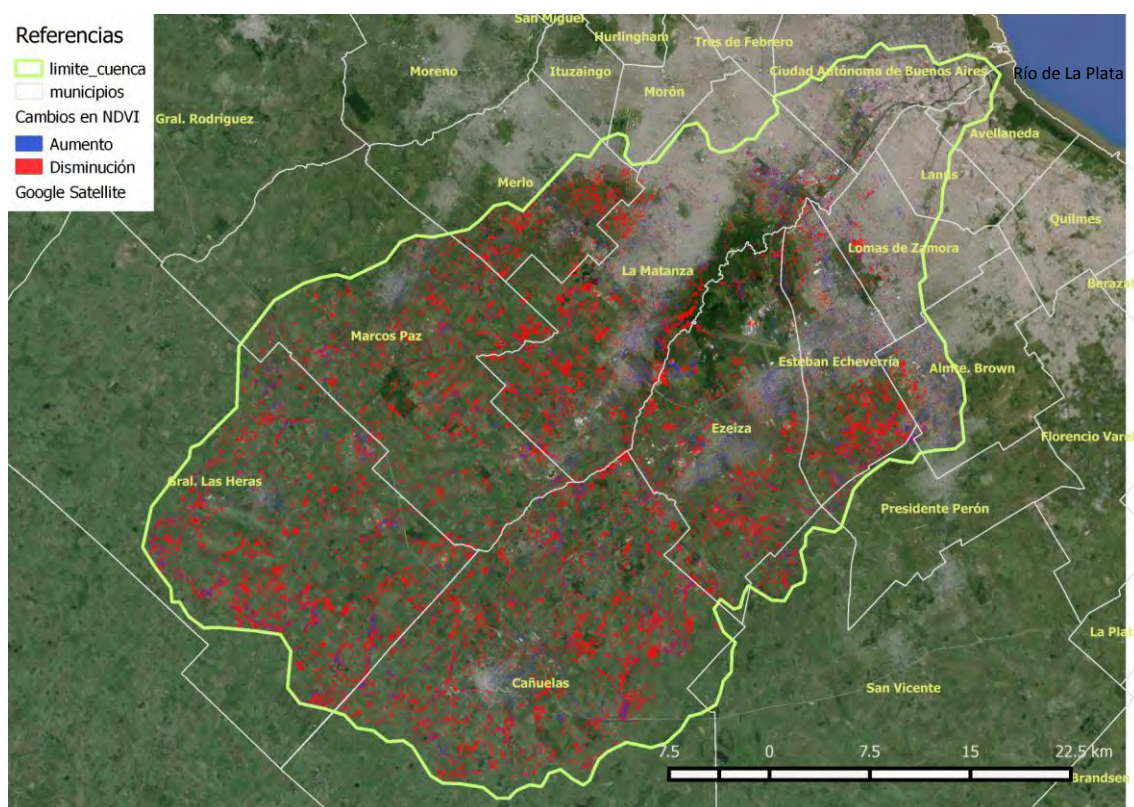 Referencias
limite_cuenca
municipios
Cambios en NDVI
Aumento
Disminución
Google Satellite
San Miguel
Hurlingham
Tres de Febrero
Moreno
Ituzaingo
Ciudad Autónoma de Buenos Aires
Río de La Plata
Morón
Gral. Rodríguez
Avellaneda
Merlo
Lanús
Quilmes
Lomas de Zamora
La Matanza
Beraza
Marcos Paz
Esteban Echeverría
Almte. Brown
Ezeiza
Florencio Varel
Gral. Las Heras
Presidente Perón
La Plat
Cañuelas
San Vicente
7.5 0 7.5 15 22.5 km
Brandsen